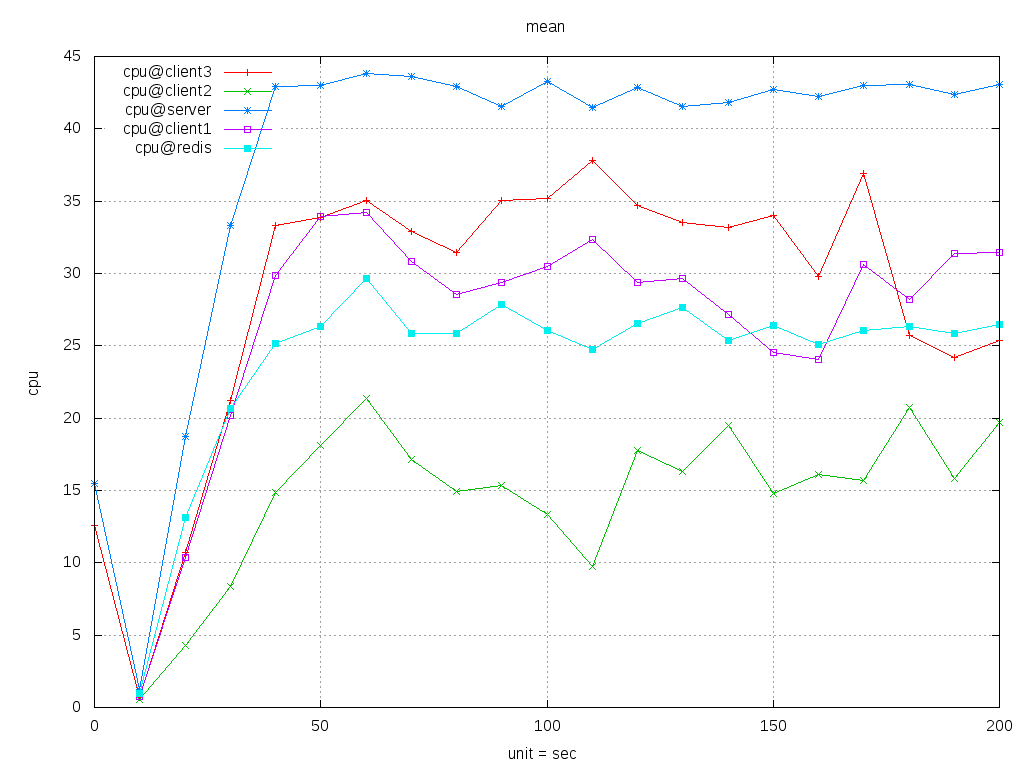 mean
45
40
35
30
25
20
15
10
5
0
cpu@client3
cpu@client2
cpu@server
cpu@client1
cpu@redis
cpu
0 50 100 150 200
unit = sec